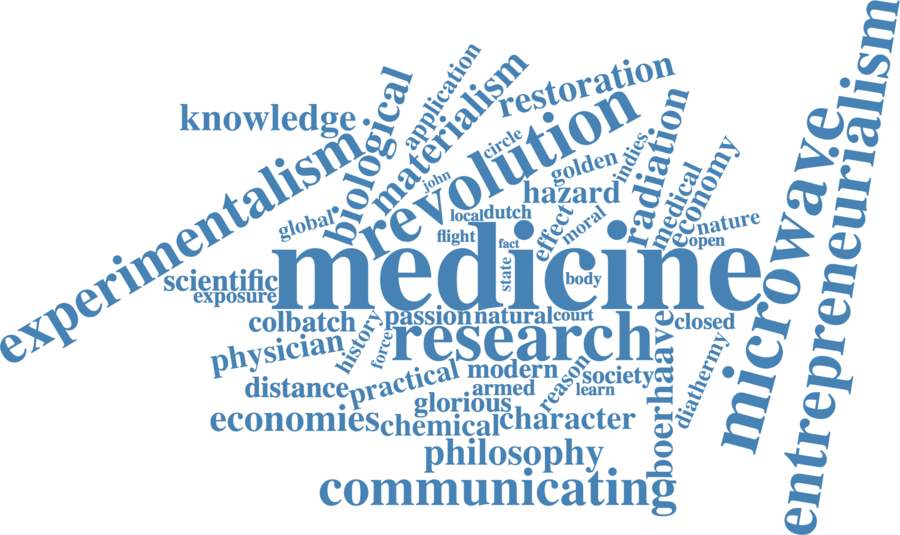 application
restoration
knowledge
biological
materialism
revolution
circle
indies
golden
radiation
microwave
entrepreneurialism
experimentalism
john
hazard
medical
economy
global
local
dutch
effect
moral
nature
flight
fact
open
medicine
state
body
scientific
exposure
colbatch
history
passion
natural
court
closed
physician
force
research
boerhaave
diathermy
distance
practical
modern
armed
reason
society
learn
glorious
economies
chemical
character
philosophy
communicating